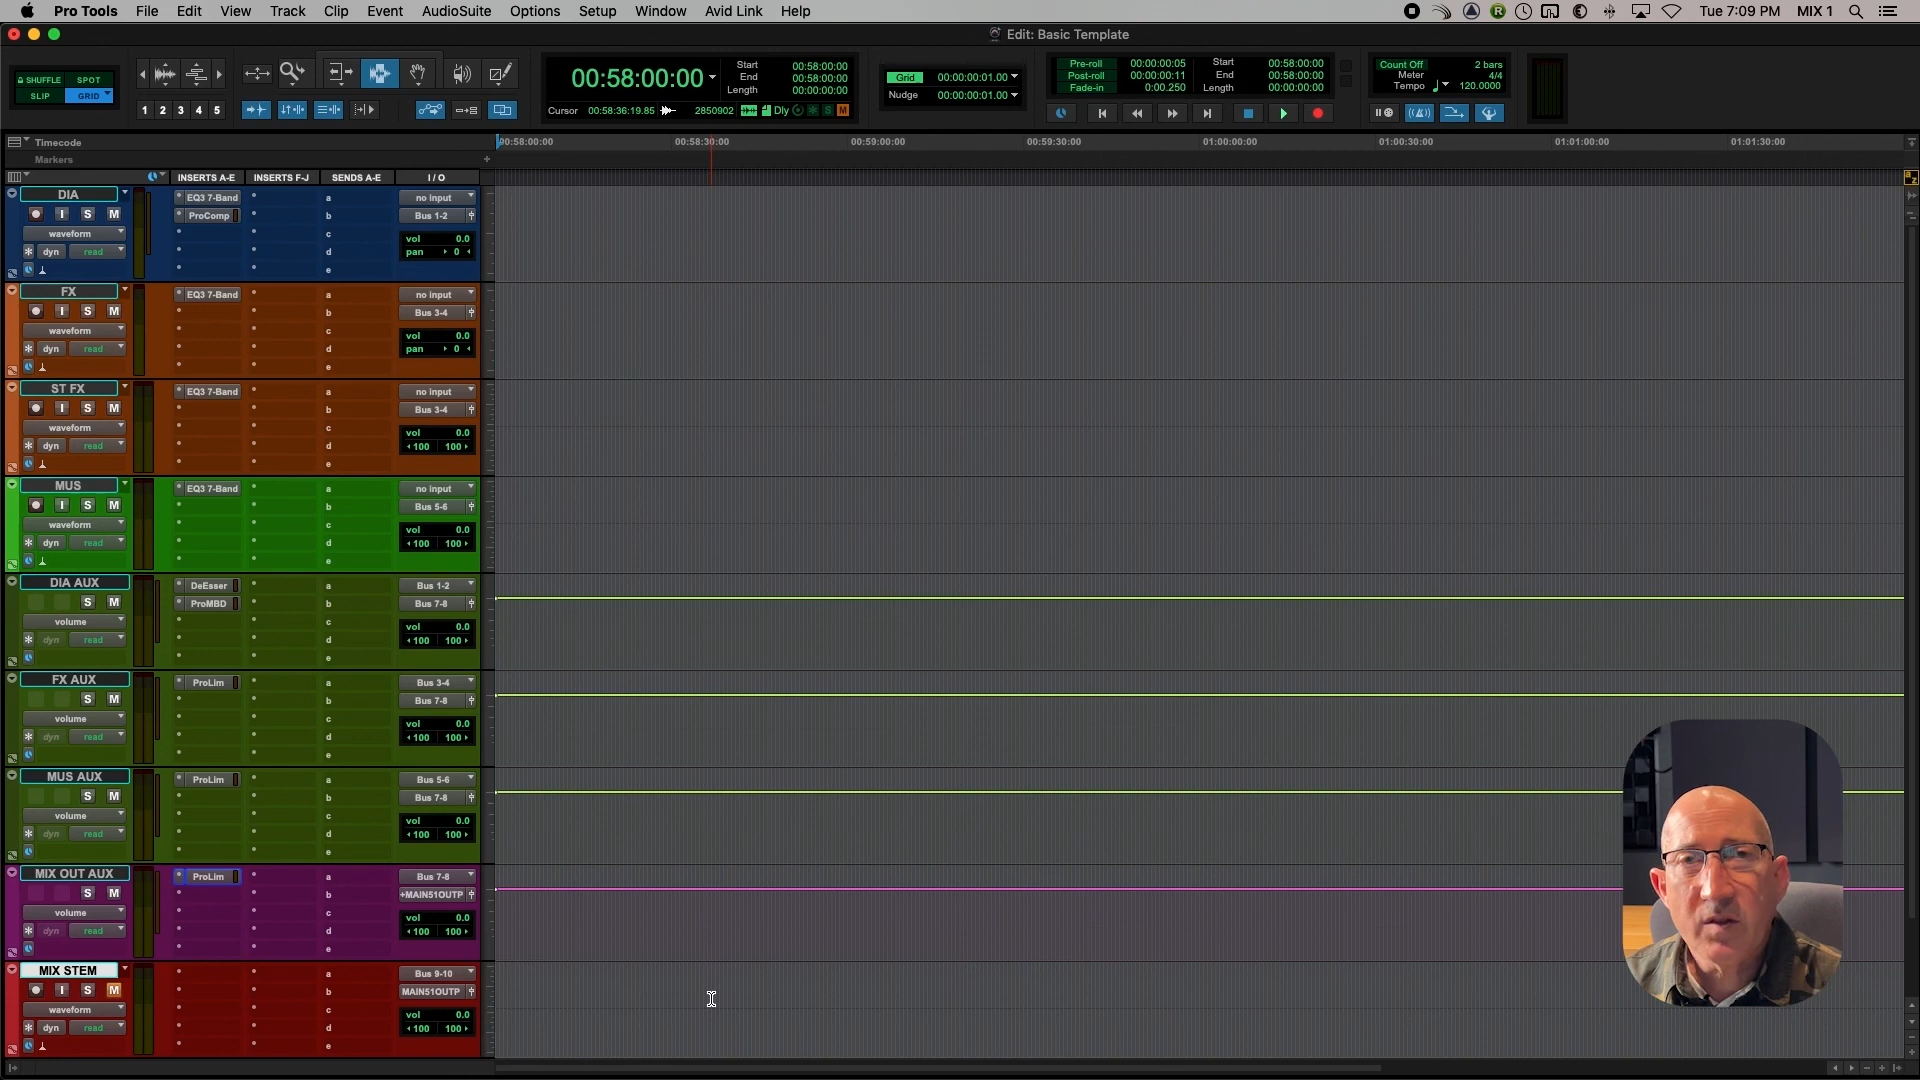 Pro Tools File Edit View Track Clip Event AudioSuite Options Setup Window Avid Link Help Tue 7:09 PM MIX 1
Edit: Basic Template
SHUFFLE SPOT
SLIP GRID
1 2 3 4 5
00:58:00:00
Start 00:58:00:00
End 00:58:00:00
Length 00:00:00:00
Cursor 00:58:36:19.85 2850902 Dly S M
Grid 00:00:00:01.00
Nudge 00:00:00:01.00
Pre-roll 00:00:00:05
Post-roll 00:00:00:11
Fade-in 0:00.250
Start 00:58:00:00
End 00:58:00:00
Length 00:00:00:00
Count Off 2 bars
Meter 4/4
Tempo 120.0000
Timecode 00:58:00:00 00:58:30:00 00:59:00:00 00:59:30:00 01:00:00:00 01:00:30:00 01:01:00:00 01:01:30:00
Markers
INSERTS A-E INSERTS F-J SENDS A-E I / O
a z
DIA EQ3 7-Band a no input
I S M ProComp b Bus 1-2
waveform c vol 0.0
dyn read d pan 0
e
FX EQ3 7-Band a no input
I S M b Bus 3-4
waveform c vol 0.0
dyn read d pan 0
e
ST FX EQ3 7-Band a no input
I S M b Bus 3-4
waveform c vol 0.0
dyn read d 100 100
e
MUS EQ3 7-Band a no input
I S M b Bus 5-6
waveform c vol 0.0
dyn read d 100 100
e
DIA AUX DeEsser a Bus 1-2
S M ProMBD b Bus 7-8
volume c vol 0.0
dyn read d 100 100
e
FX AUX ProLim a Bus 3-4
S M b Bus 7-8
volume c vol 0.0
dyn read d 100 100
e
MUS AUX ProLim a Bus 5-6
S M b Bus 7-8
volume c vol 0.0
dyn read d 100 100
e
MIX OUT AUX ProLim a Bus 7-8
S M b +MAIN51OUTP
volume c vol 0.0
dyn read d 100 100
e
MIX STEM a Bus 9-10
I S M b MAIN51OUTP
waveform c vol 0.0
dyn read d 100 100
e